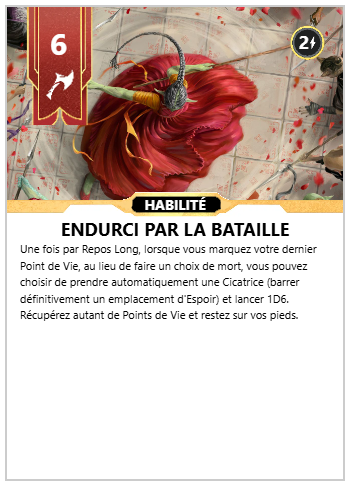 6
2
HABILITÉ
ENDURCI PAR LA BATAILLE
Une fois par Repos Long, lorsque vous marquez votre dernier
Point de Vie, au lieu de faire un choix de mort, vous pouvez
choisir de prendre automatiquement une Cicatrice (barrer
définitivement un emplacement d'Espoir) et lancer 1D6.
Récupérez autant de Points de Vie et restez sur vos pieds.